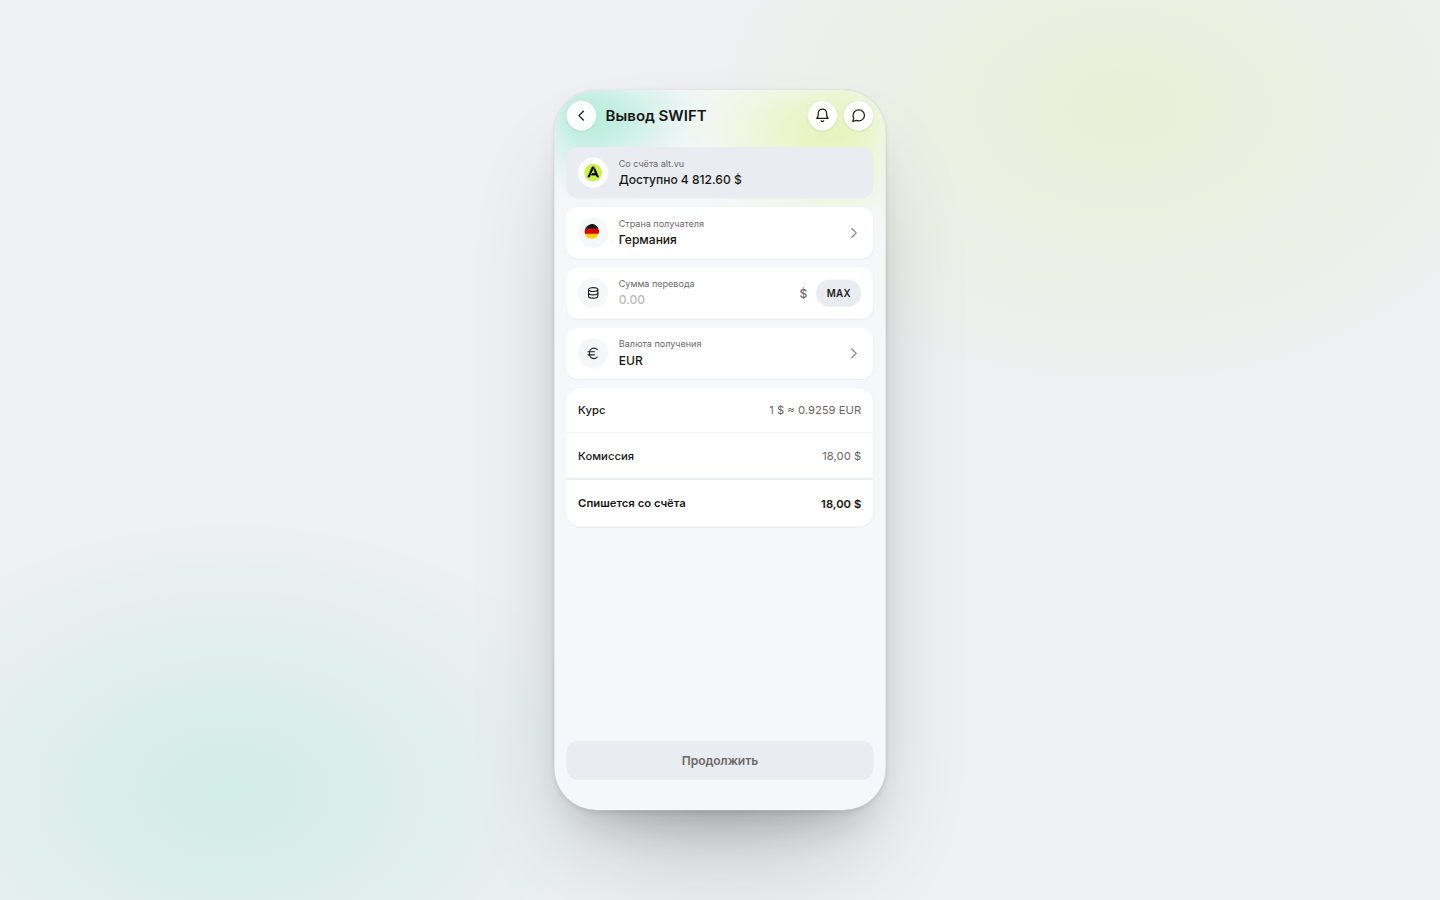 Вывод SWIFT
Со счёта alt.vu
Доступно 4 812.60 $
Страна получателя
Германия
Сумма перевода
0.00 $ MAX
Валюта получения
EUR
Курс 1 $ ≈ 0.9259 EUR
Комиссия 18,00 $
Спишется со счёта 18,00 $
Продолжить